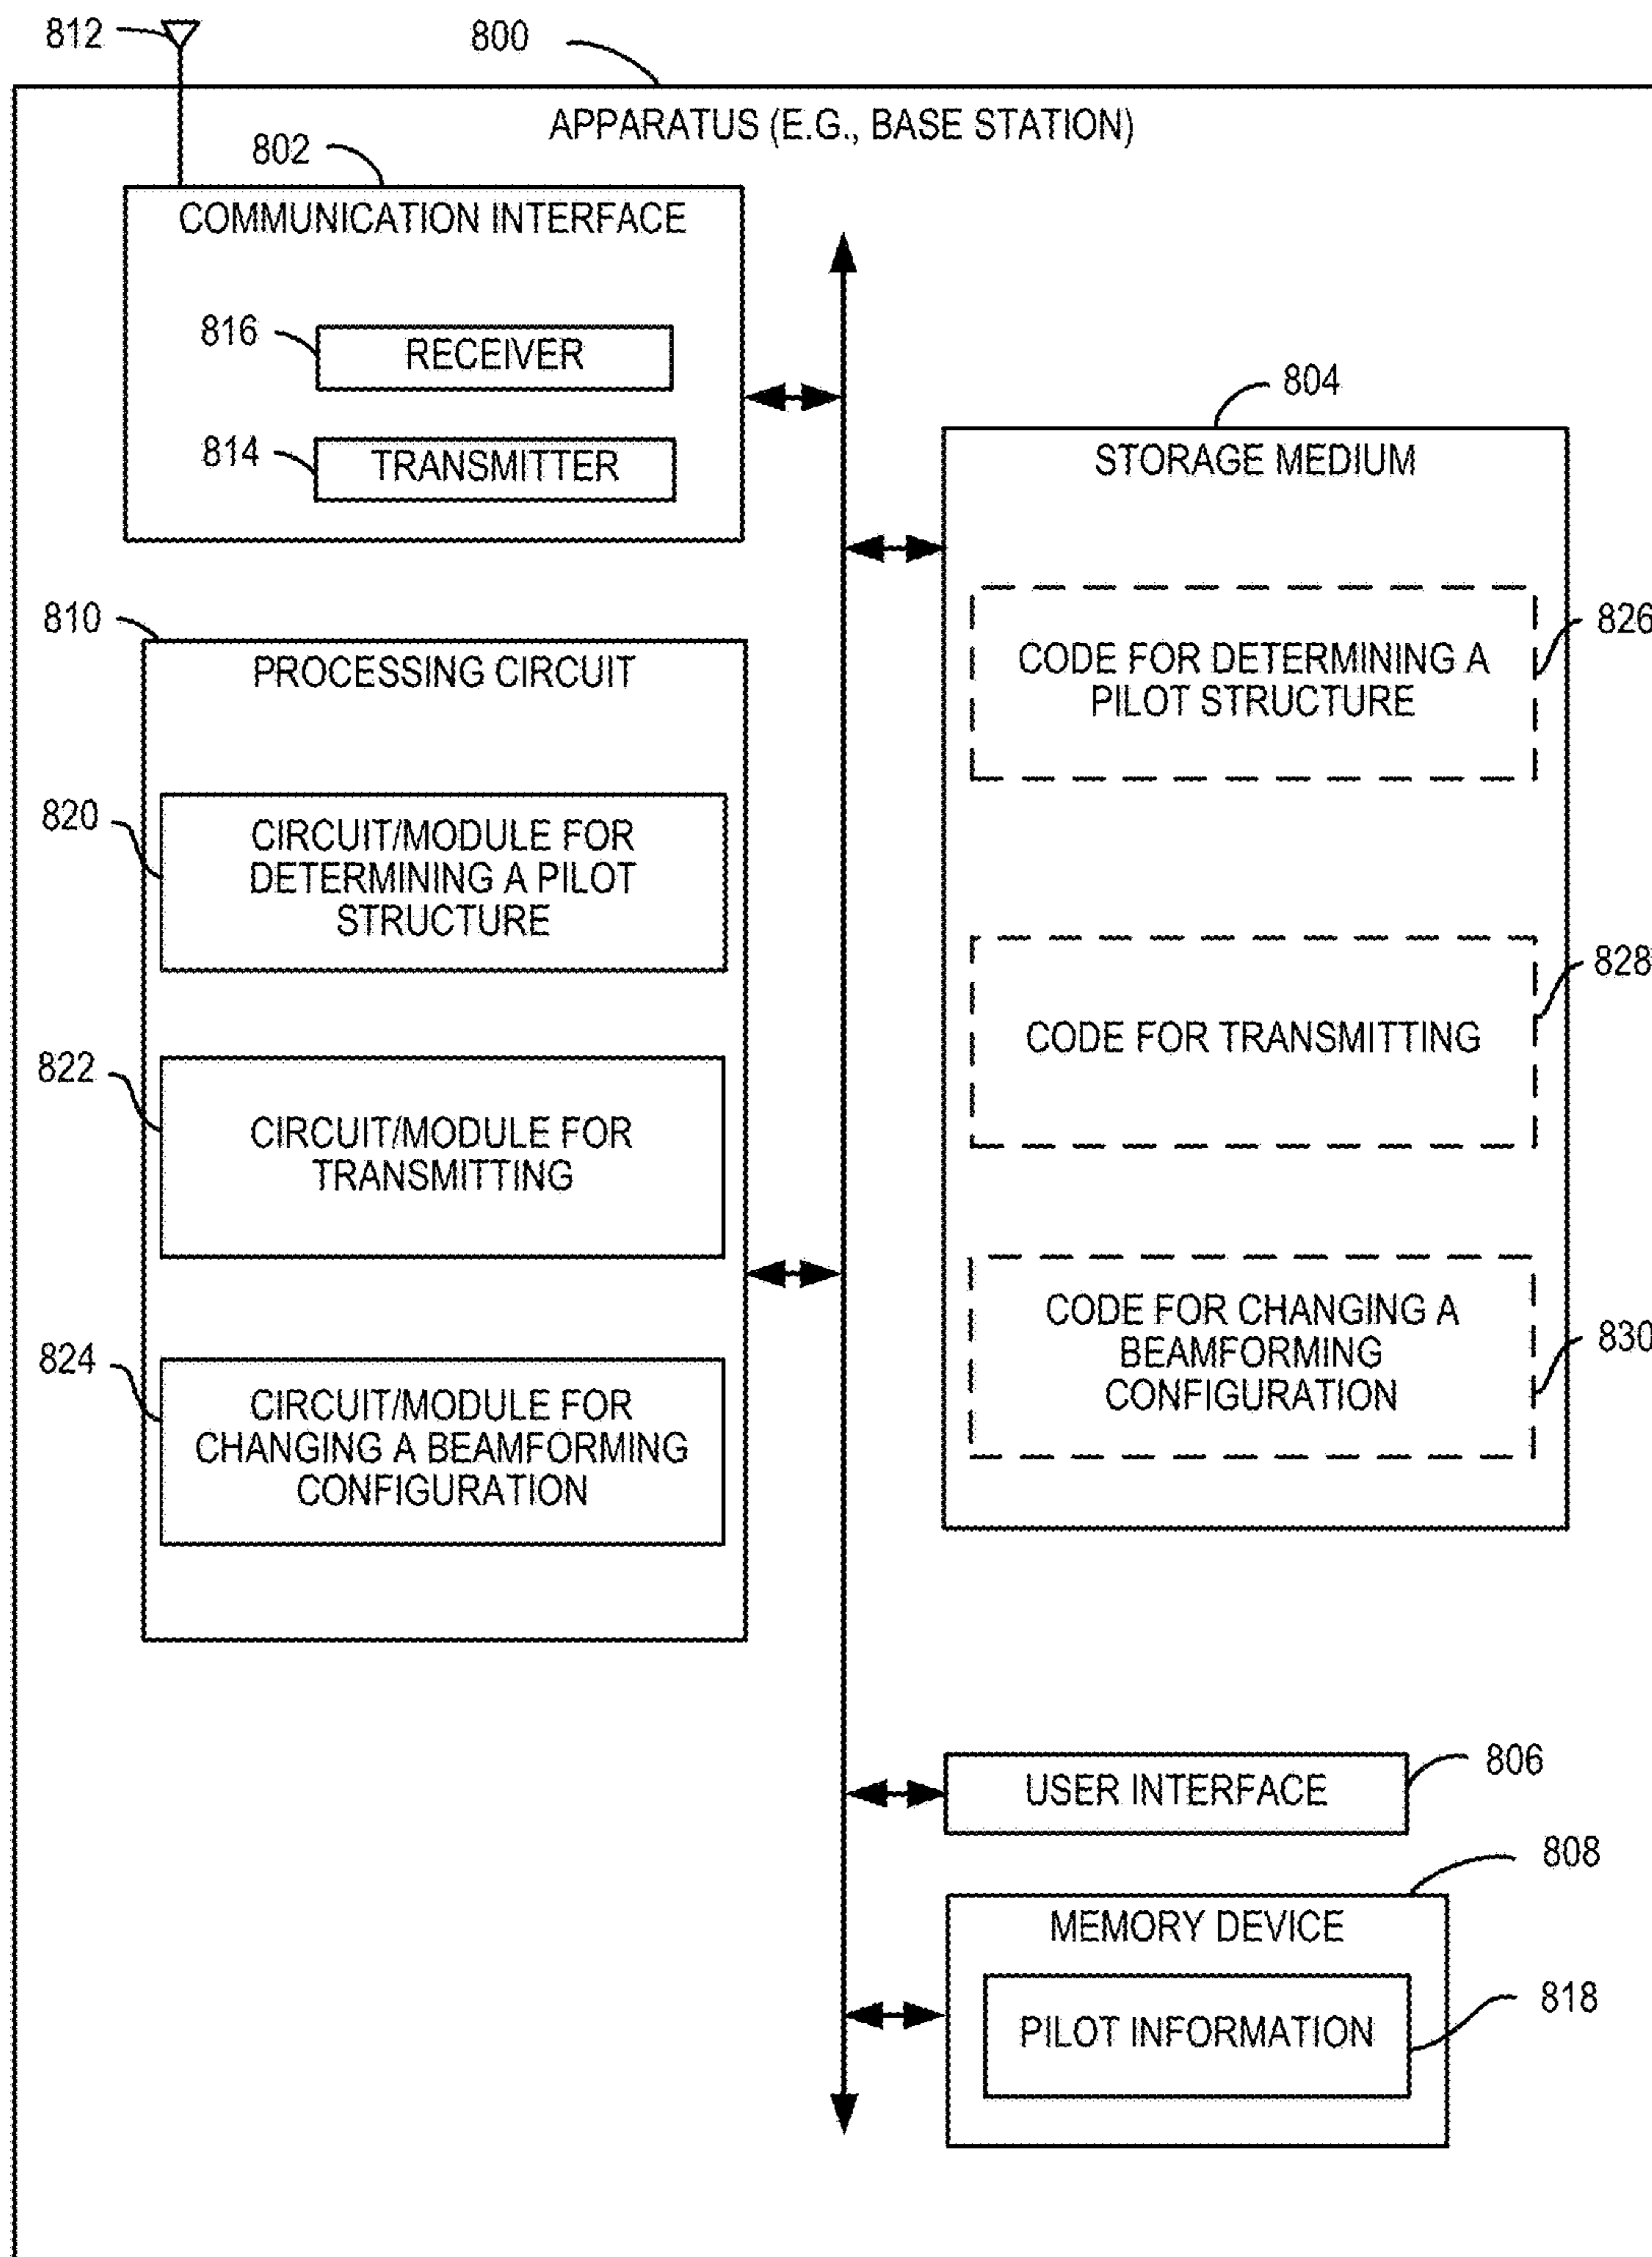 812
800
APPARATUS (E.G., BASE STATION)
802
COMMUNICATION INTERFACE
816
RECEIVER
814
TRANSMITTER
804
STORAGE MEDIUM
826
CODE FOR DETERMINING A
PILOT STRUCTURE
828
CODE FOR TRANSMITTING
830
CODE FOR CHANGING A
BEAMFORMING
CONFIGURATION
810
PROCESSING CIRCUIT
820
CIRCUIT/MODULE FOR
DETERMINING A PILOT
STRUCTURE
822
CIRCUIT/MODULE FOR
TRANSMITTING
824
CIRCUIT/MODULE FOR
CHANGING A BEAMFORMING
CONFIGURATION
806
USER INTERFACE
808
MEMORY DEVICE
818
PILOT INFORMATION